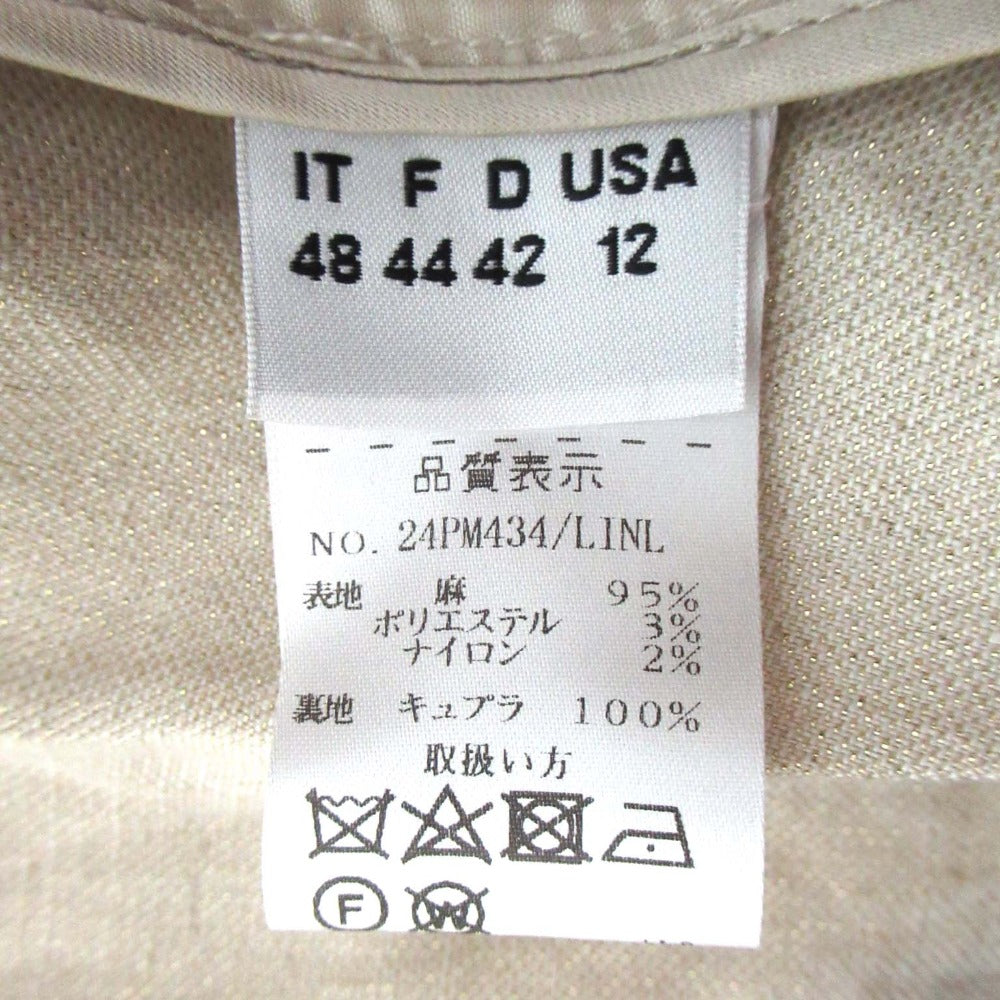 IT F D USA
48 44 42 12
品質表示
NO. 24PM434/LINL
表地 麻 95%
ポリエステル 3%
ナイロン 2%
裏地 キュプラ 100%
取扱い方
F W